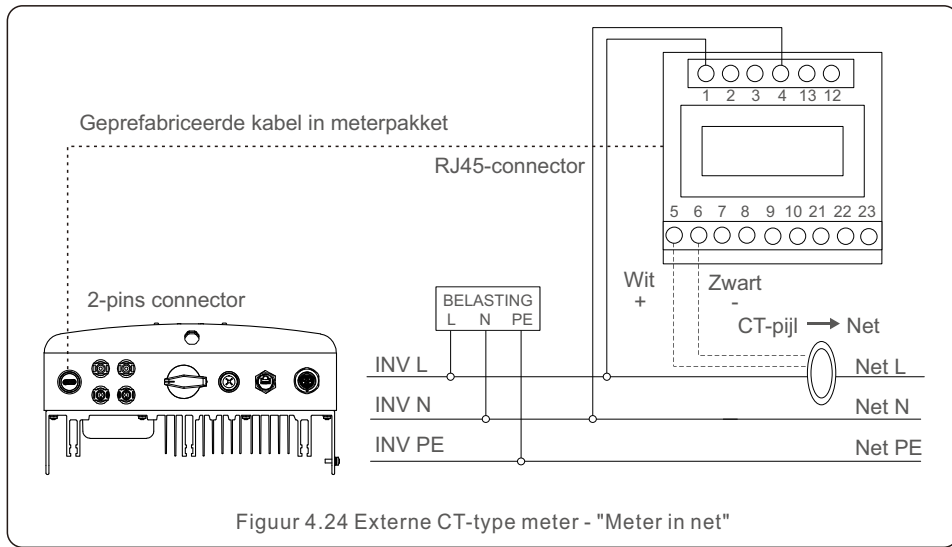 1 2 3 4 13 12
Geprefabriceerde kabel in meterpakket
RJ45-connector
5 6 7 8 9 10 21 22 23
Wit
+
Zwart
-
2-pins connector
BELASTING
L N PE
CT-pijl Net
INV L
Net L
INV N
Net N
INV PE
Net PE
Figuur 4.24 Externe CT-type meter - "Meter in net"